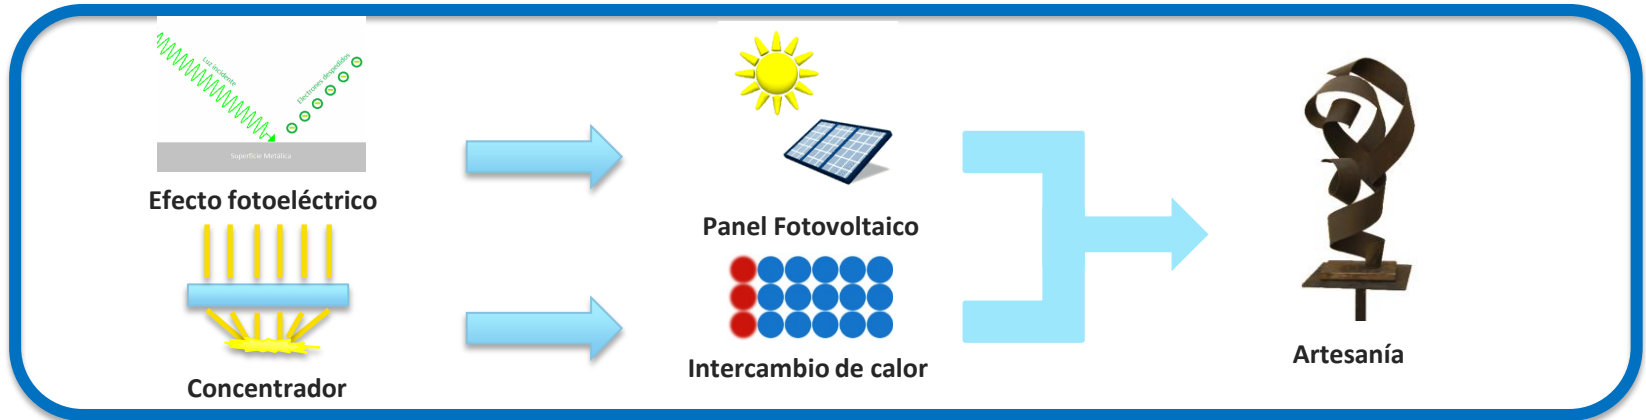 Luz incidente
Electrones despedidos
Superficie Metálica
Efecto fotoeléctrico
Concentrador
Panel Fotovoltaico
Intercambio de calor
Artesanía